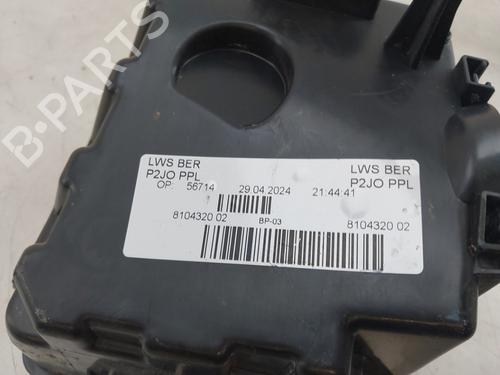 B-PARTS
LWS BER
P2JO PPL
LWS BER
P2JO PPL
OP: 56714 29.04.2024 21:44:41
1
8104320 02 BP-03 8104320 02